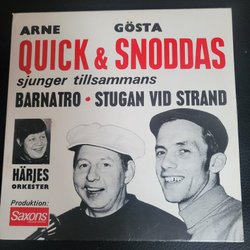 ARNE GÖSTA
QUICK & SNODDAS
sjunger tillsammans
BARNATRO • STUGAN VID STRAND
HÄRJES
ORKESTER
Produktion:
Saxons